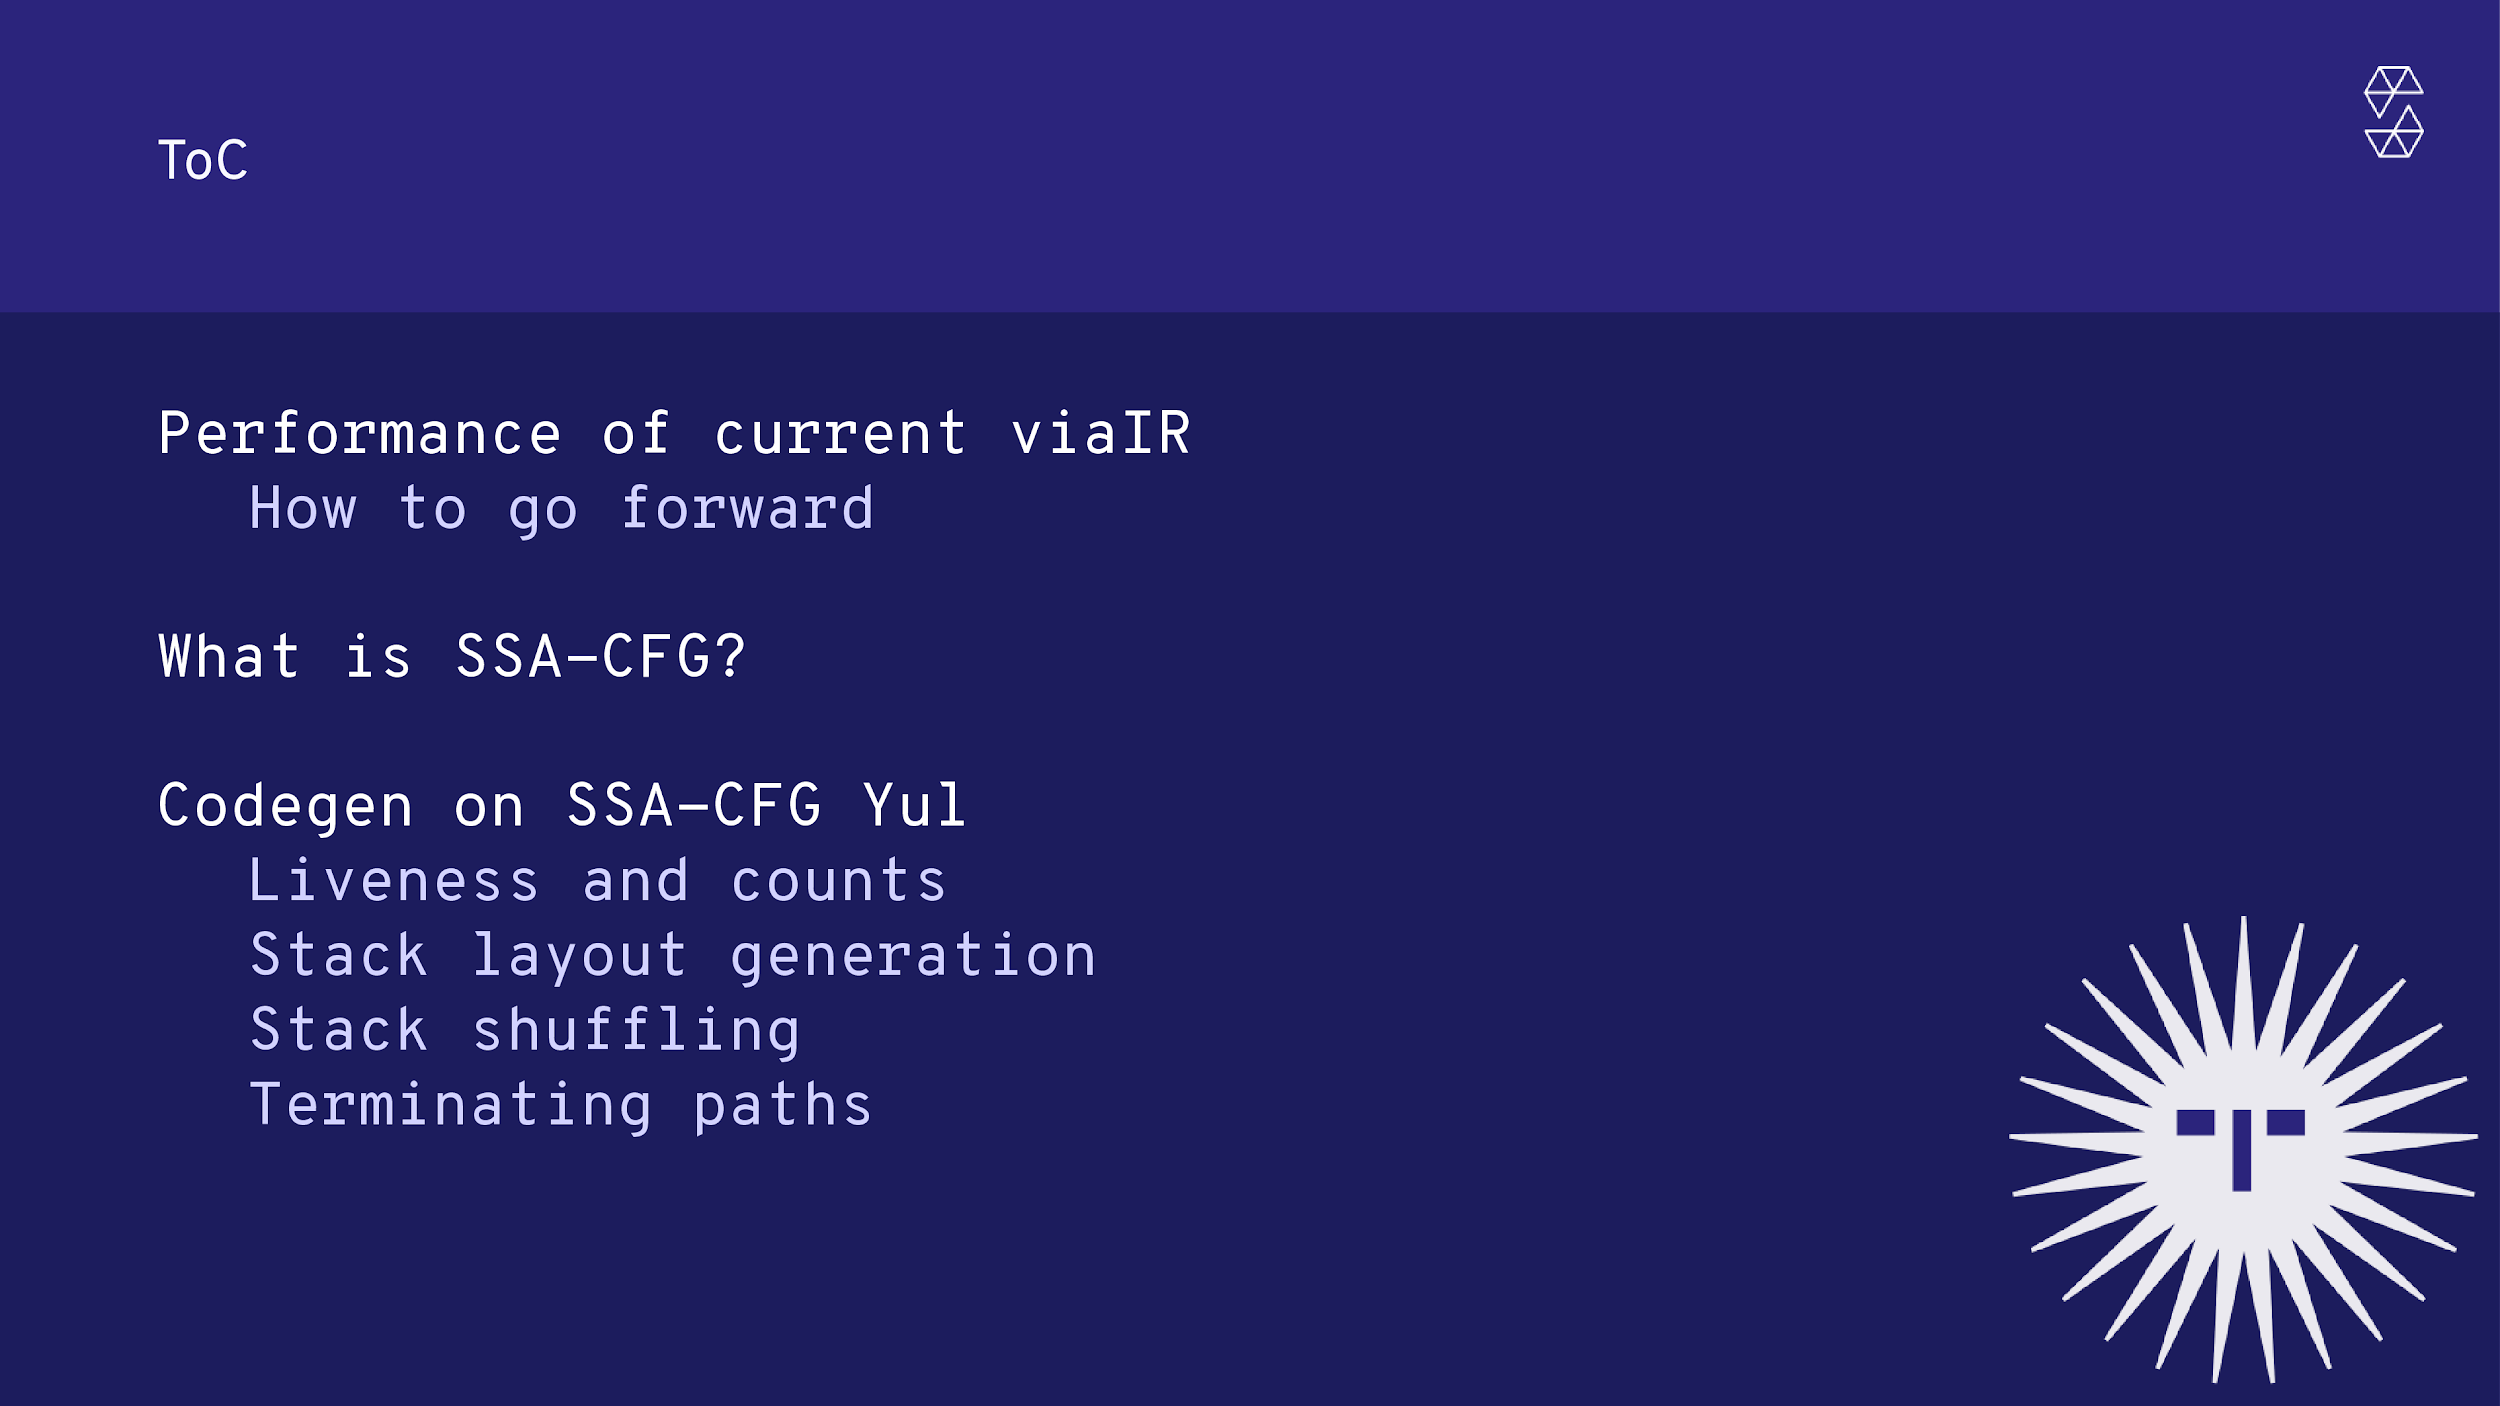 ToC
Performance of current viaIR
How to go forward
What is SSA-CFG?
Codegen on SSA-CFG Yul
Liveness and counts
Stack layout generation
Stack shuffling
Terminating paths